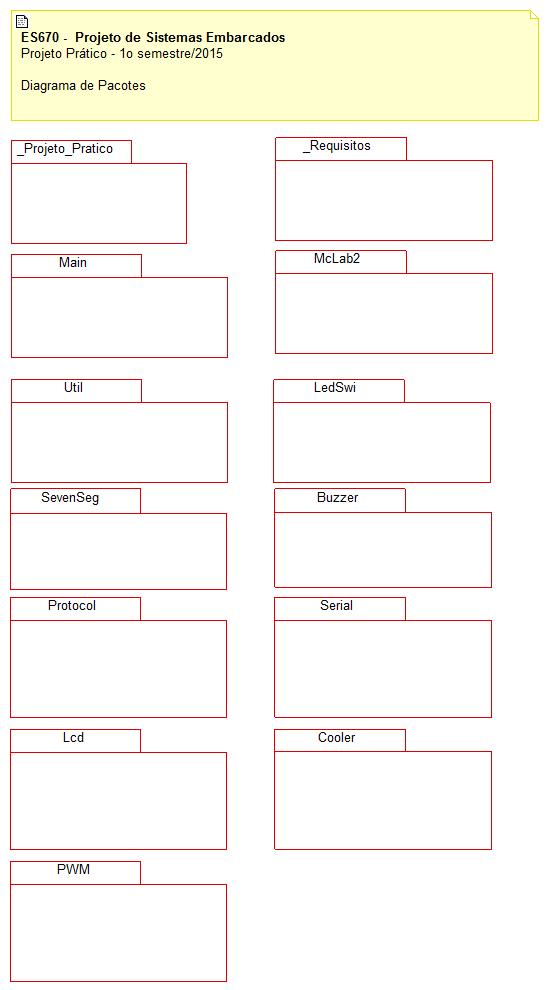 ES670 - Projeto de Sistemas Embarcados
Projeto Prático - 1o semestre/2015
Diagrama de Pacotes
_Projeto_Pratico
_Requisitos
Main
McLab2
Util
LedSwi
SevenSeg
Buzzer
Protocol
Serial
Lcd
Cooler
PWM